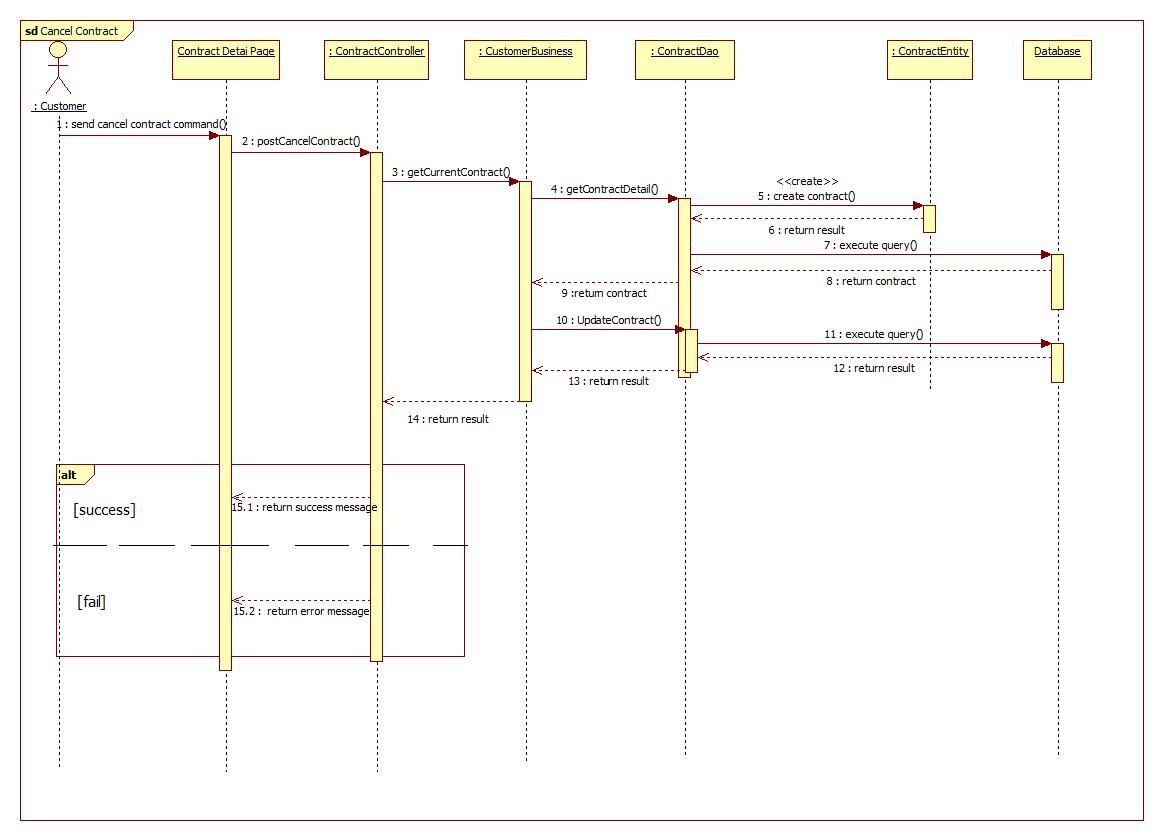 sd Cancel Contract
Contract Detai Page
: ContractController
: CustomerBusiness
: ContractDao
: ContractEntity
Database
: Customer
1 : send cancel contract command()
2 : postCancelContract()
3 : getCurrentContract()
4 : getContractDetail()
<<create>>
5 : create contract()
6 : return result
7 : execute query()
8 : return contract
9 :return contract
10 : UpdateContract()
11 : execute query()
12 : return result
13 : return result
14 : return result
alt
[success]
15.1 : return success message
[fail]
15.2 : return error message